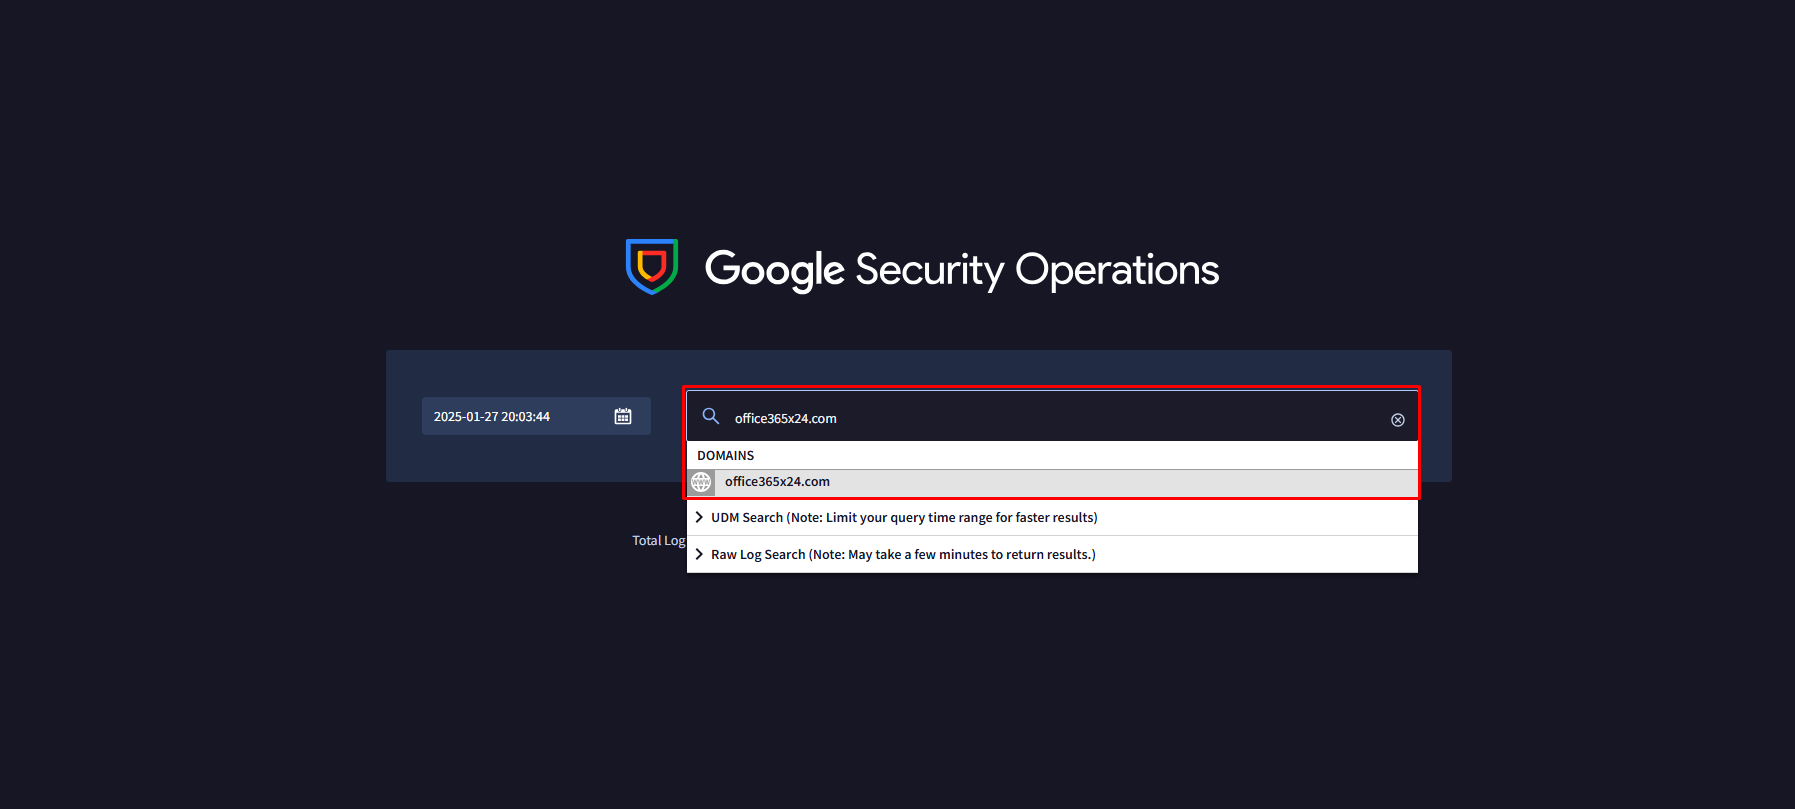 Google Security Operations
2025-01-27 20:03:44
office365x24.com
DOMAINS
office365x24.com
UDM Search (Note: Limit your query time range for faster results)
Total Log
Raw Log Search (Note: May take a few minutes to return results.)